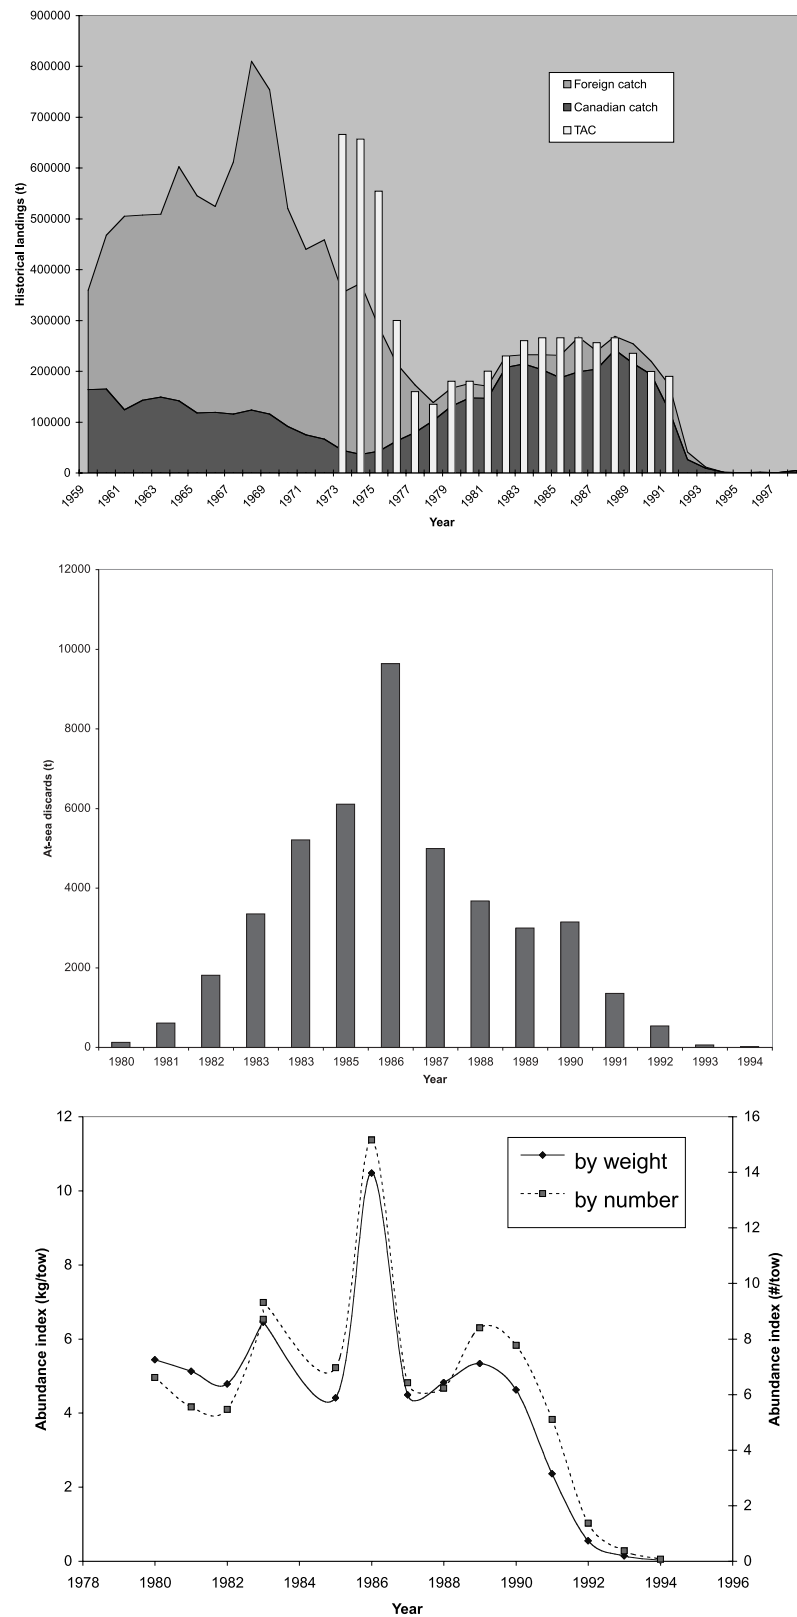 900000
800000
700000
600000
500000
400000
300000
200000
100000
0
Historical landings (t)
Foreign catch
Canadian catch
TAC
1959 1961 1963 1965 1967 1969 1971 1973 1975 1977 1979 1981 1983 1985 1987 1989 1991 1993 1995 1997
Year
12000
10000
8000
6000
4000
2000
0
At-sea discards (t)
1980 1981 1982 1983 1983 1985 1986 1987 1988 1989 1990 1991 1992 1993 1994
Year
12
10
8
6
4
2
0
Abundance index (kg/tow)
by weight
by number
16
14
12
10
8
6
4
2
0
Abundance index (#/tow)
1978 1980 1982 1984 1986 1988 1990 1992 1994 1996
Year